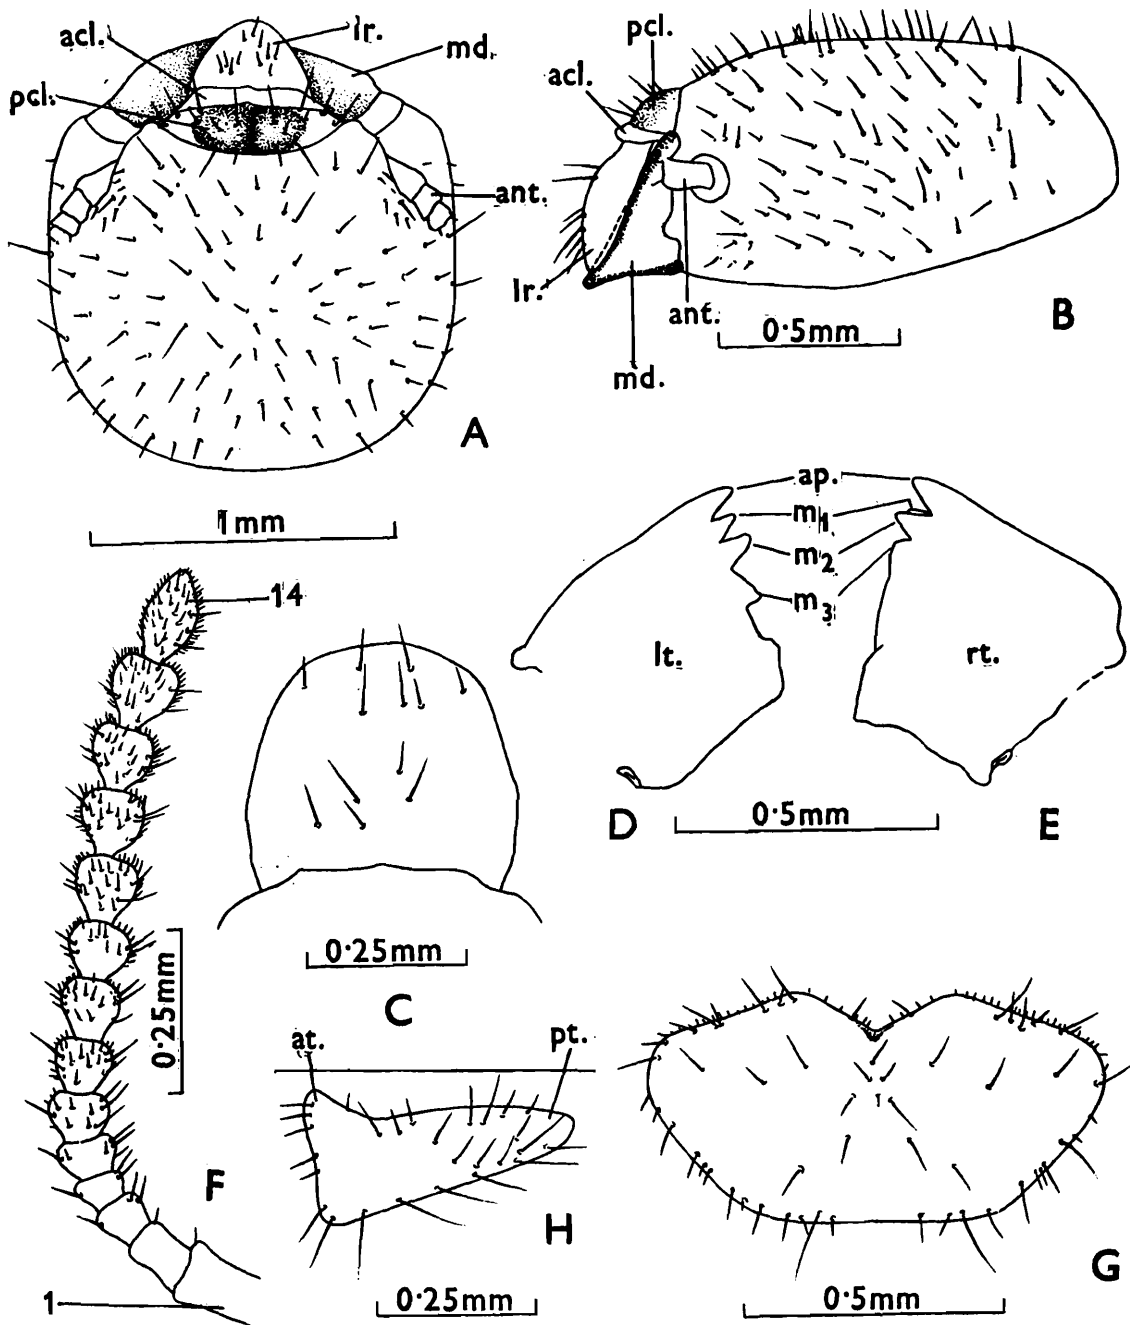 acl.
lr.
md.
pcl.
ant.
A
1mm
pcl.
acl.
lr.
ant.
md.
B
0·5mm
ap.
m1
m2
m3
lt.
rt.
D
0·5mm
E
14
0·25mm
F
1
0·25mm
C
at.
pt.
H
0·25mm
G
0·5mm